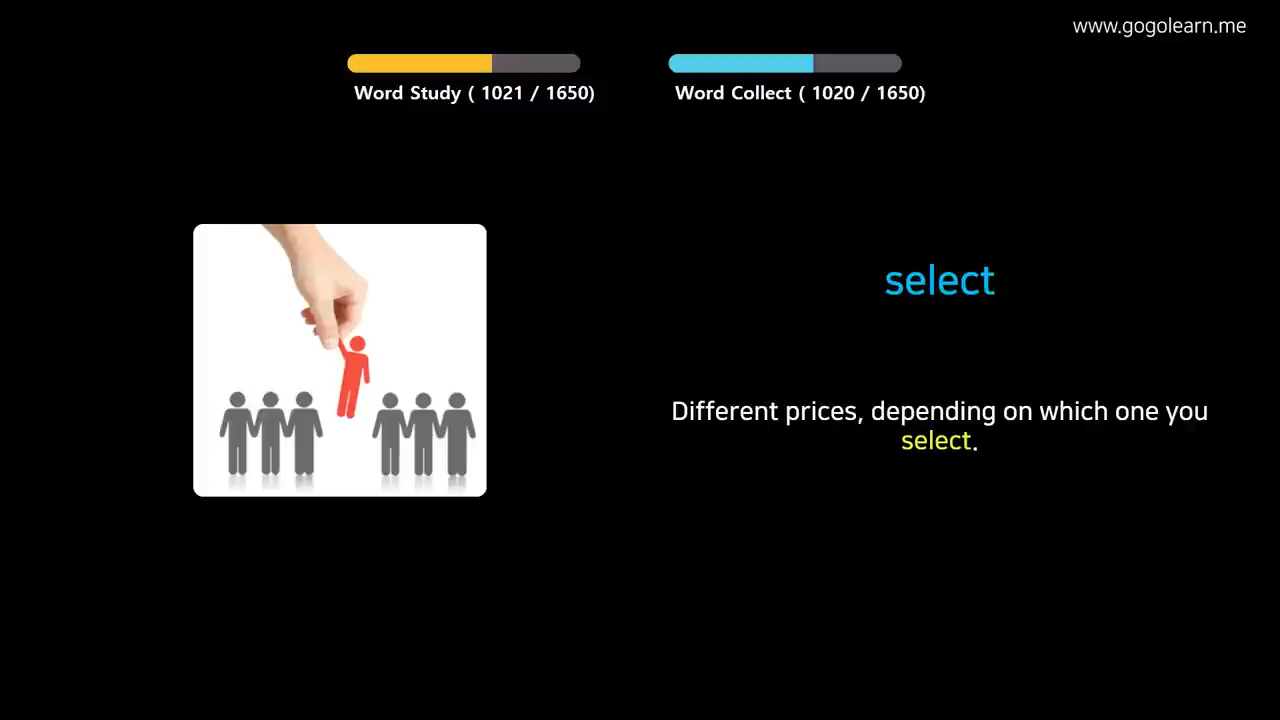 www.gogolearn.me
Word Study ( 1021 / 1650)
Word Collect ( 1020 / 1650)
select
Different prices, depending on which one you
select.